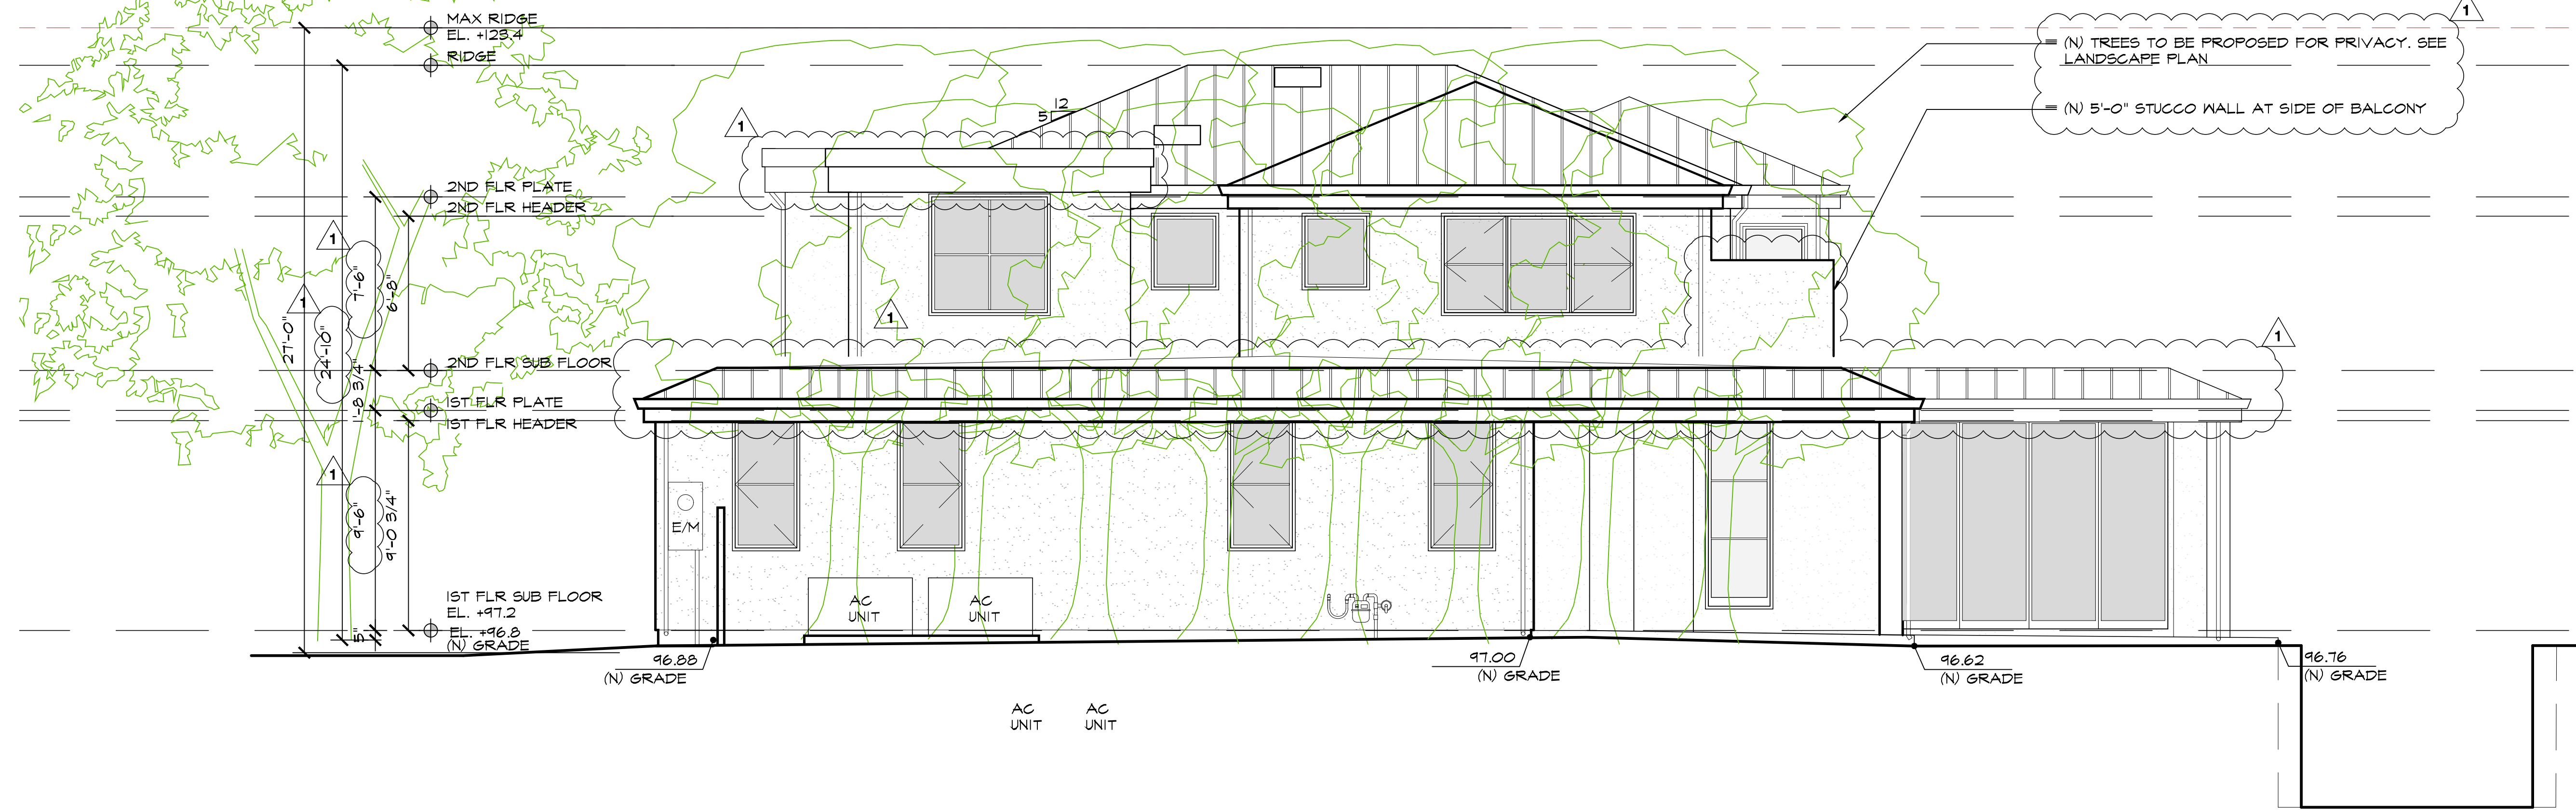 MAX RIDGE
EL. +123.4
RIDGE
1
(N) TREES TO BE PROPOSED FOR PRIVACY. SEE
LANDSCAPE PLAN
(N) 5'-0" STUCCO WALL AT SIDE OF BALCONY
12
5
1
2ND FLR PLATE
2ND FLR HEADER
1
7'-6"
6'-8"
1
27'-0"
24'-10"
1
1
2ND FLR SUB FLOOR
1'-8 3/4"
1ST FLR PLATE
1ST FLR HEADER
1
9'-6"
9'-0 3/4"
E/M
AC
UNIT
AC
UNIT
1ST FLR SUB FLOOR
EL. +97.2
EL. +96.8
(N) GRADE
5"
96.88
(N) GRADE
97.00
(N) GRADE
96.62
(N) GRADE
96.76
(N) GRADE
AC
UNIT
AC
UNIT